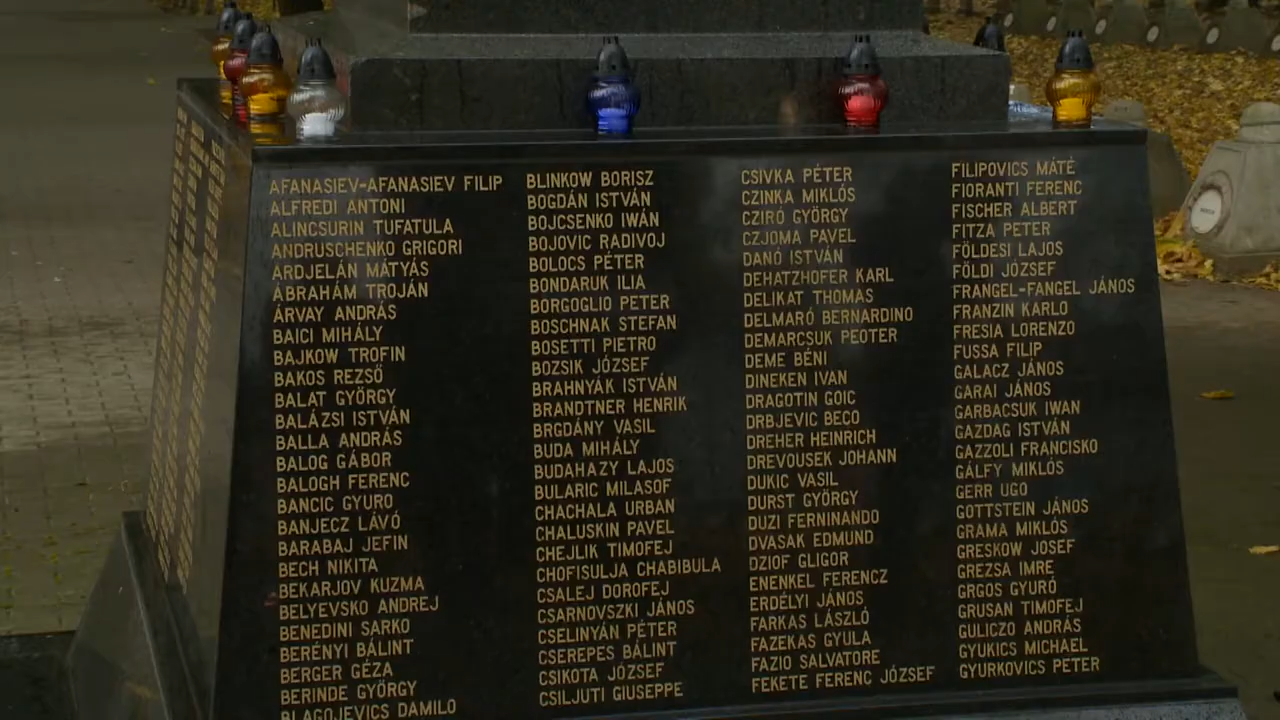 AFANASIEV-AFANASIEV FILIP
ALFREDI ANTONI
ALINCSURIN TUFATULA
ANDRUSCHENKO GRIGORI
ARDJELÁN MÁTYÁS
ÁBRAHÁM TROJÁN
ÁRVAY ANDRÁS
BAICI MIHÁLY
BAJKOW TROFIN
BAKOS REZSŐ
BALAT GYÖRGY
BALÁZSI ISTVÁN
BALLA ANDRÁS
BALOG GÁBOR
BALOGH FERENC
BANCIC GYURO
BANJECZ LÁVÓ
BARABAJ JEFIN
BECH NIKITA
BEKARJOV KUZMA
BELYEVSKO ANDREJ
BENEDINI SARKO
BERÉNYI BÁLINT
BERGER GÉZA
BERINDE GYÖRGY
BLAGOJEVICS DAMILO
BLINKOW BORISZ
BOGDÁN ISTVÁN
BOJCSENKO IWÁN
BOJOVIC RADIVOJ
BOLOCS PÉTER
BONDARUK ILIA
BORGOGLIO PETER
BOSCHNAK STEFAN
BOSETTI PIETRO
BOZSIK JÓZSEF
BRAHNYÁK ISTVÁN
BRANDTNER HENRIK
BRGDÁNY VASIL
BUDA MIHÁLY
BUDAHAZY LAJOS
BULARIC MILASOF
CHACHALA URBAN
CHALUSKIN PAVEL
CHEJLIK TIMOFEJ
CHOFISULJA CHABIBULA
CSALEJ DOROFEJ
CSARNOVSZKI JÁNOS
CSELINYÁN PÉTER
CSEREPES BÁLINT
CSIKOTA JÓZSEF
CSILJUTI GIUSEPPE
CSIVKA PÉTER
CZINKA MIKLÓS
CZIRÓ GYÖRGY
CZJOMA PAVEL
DANÓ ISTVÁN
DEHATZHOFER KARL
DELIKAT THOMAS
DELMARÓ BERNARDINO
DEMARCSUK PEOTER
DEME BÉNI
DINEKEN IVAN
DRAGOTIN GOIC
DRBJEVIC BECO
DREHER HEINRICH
DREVOUSEK JOHANN
DUKIC VASIL
DURST GYÖRGY
DUZI FERNINANDO
DVASAK EDMUND
DZIOF GLIGOR
ENENKEL FERENCZ
ERDÉLYI JÁNOS
FARKAS LÁSZLÓ
FAZEKAS GYULA
FAZIO SALVATORE
FEKETE FERENC JÓZSEF
FILIPOVICS MÁTÉ
FIORANTI FERENC
FISCHER ALBERT
FITZA PETER
FÖLDESI LAJOS
FÖLDI JÓZSEF
FRANGEL-FANGEL JÁNOS
FRANZIN KARLO
FRESIA LORENZO
FUSSA FILIP
GALACZ JÁNOS
GARAI JÁNOS
GARBACSUK IWAN
GAZDAG ISTVÁN
GAZZOLI FRANCISKO
GÁLFY MIKLÓS
GERR UGO
GOTTSTEIN JÁNOS
GRAMA MIKLÓS
GRESKOW JOSEF
GREZSA IMRE
GRGOS GYURÓ
GRUSAN TIMOFEJ
GULICZO ANDRÁS
GYUKICS MICHAEL
GYURKOVICS PETER